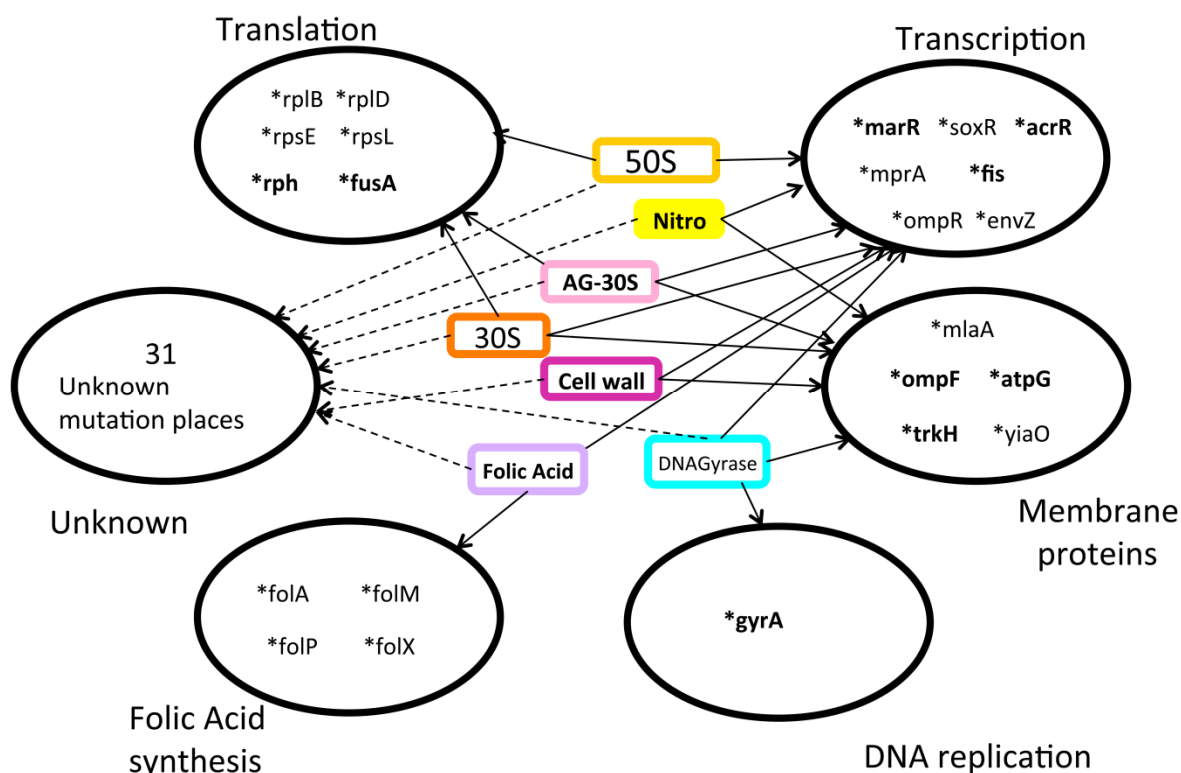 Translation
Transcription
*rplB *rplD
*rpsE *rpsL
*rph *fusA
*marR *soxR *acrR
*mprA *fis
*ompR *envZ
50S
Nitro
AG-30S
30S
Cell wall
Folic Acid
DNAGyrase
31
Unknown
mutation places
Unknown
*mlaA
*ompF *atpG
*trkH *yiaO
Membrane
proteins
*folA *folM
*folP *folX
Folic Acid
synthesis
*gyrA
DNA replication